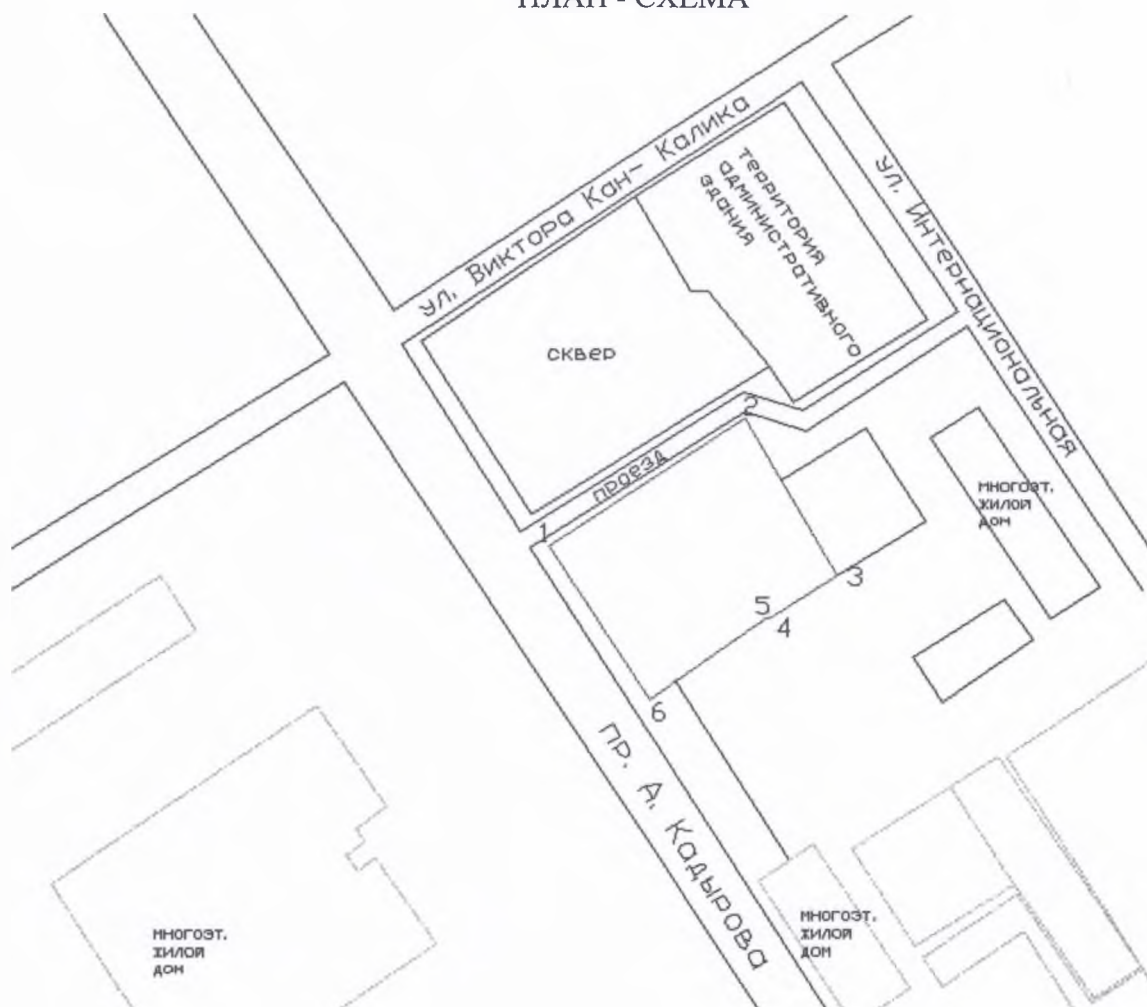 ПЛАН - СХЕМА
ул. Виктора Кан- Калика
территория
административного
здания
ул. Интернациональная
сквер
2
проезд
1
многоэт.
жилой
дом
3
5
4
6
пр. А. Кадырова
многоэт.
жилой
дом
многоэт.
жилой
дом